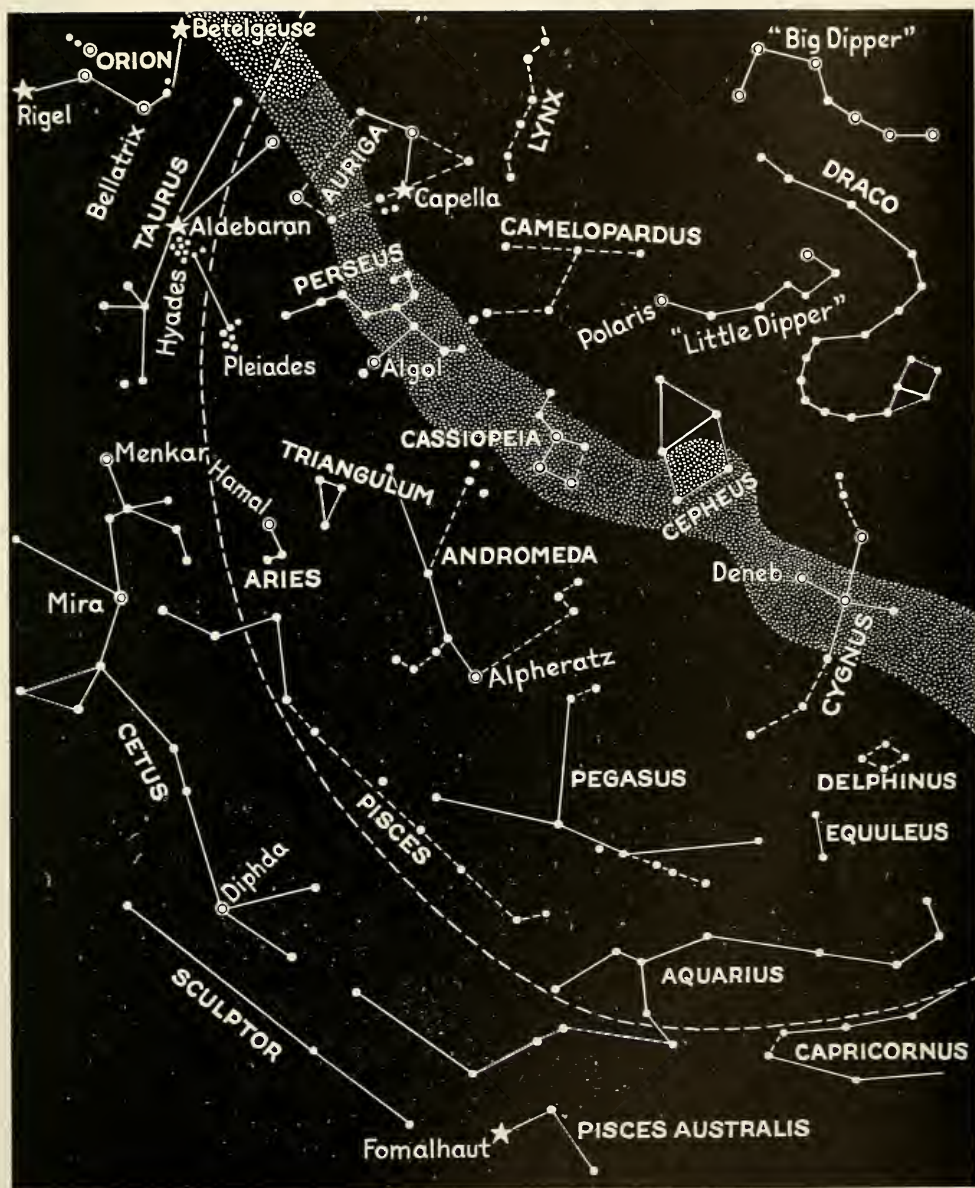 Betelgeuse
"Big Dipper"
ORION
Rigel
LYNX
Bellatrix
AURIGA
TAURUS
Capella
DRACO
Aldebaran
CAMELOPARDUS
PERSEUS
Hyades
Polaris
"Little Dipper"
Pleiades
Algol
CASSIOPEIA
Menkar
Hamal
TRIANGULUM
CEPHEUS
ARIES
ANDROMEDA
Deneb
Mira
Alpheratz
CYGNUS
CETUS
PEGASUS
DELPHINUS
PISCES
EQUULEUS
Diphda
AQUARIUS
SCULPTOR
CAPRICORNUS
PISCES AUSTRALIS
Fomalhaut